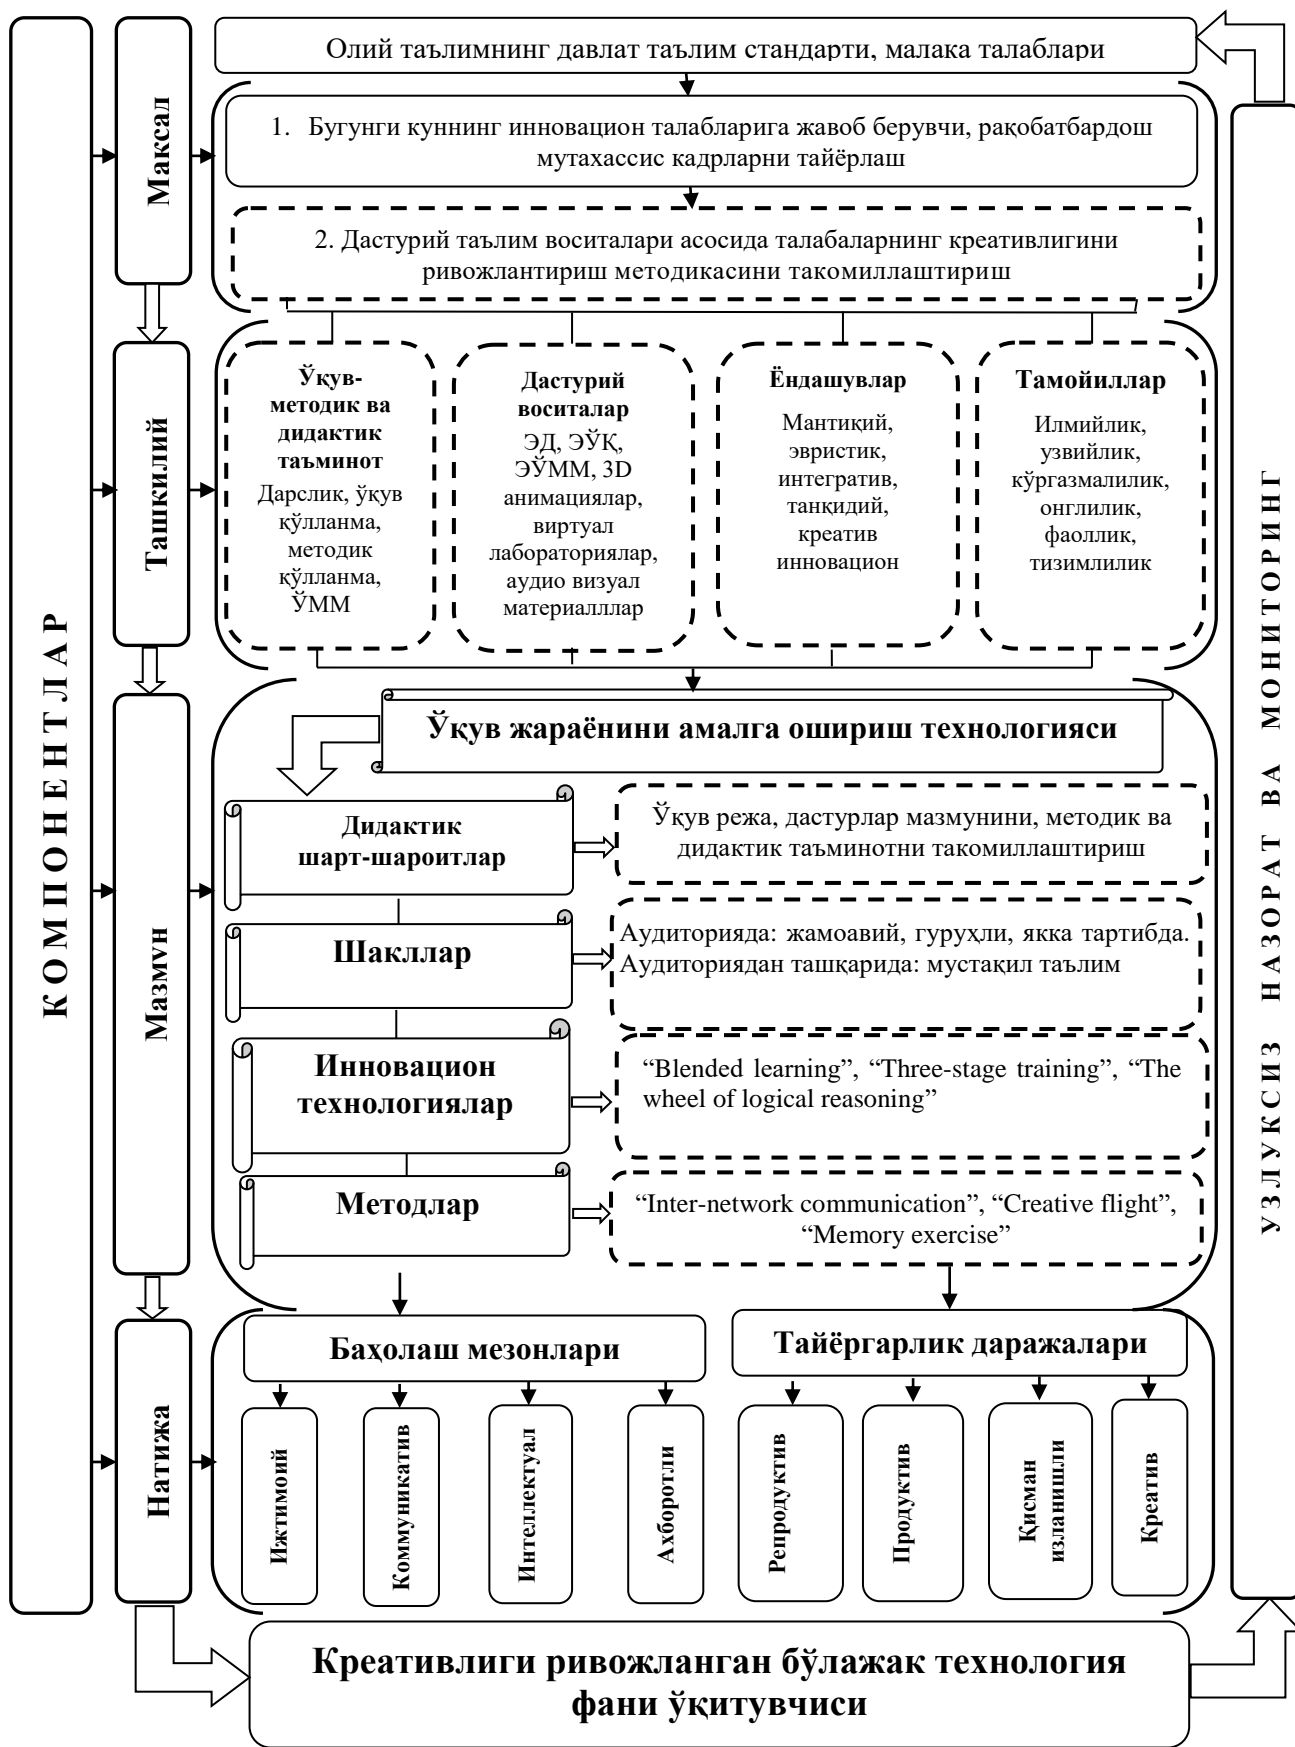 КОМПОНЕНТЛАР
Мақсад
Олий таълимнинг давлат таълим стандарти, малака талаблари
1. Бугунги куннинг инновацион талабларига жавоб берувчи, рақобатбардош
мутахассис кадрларни тайёрлаш
2. Дастурий таълим воситалари асосида талабаларнинг креативлигини
ривожлантириш методикасини такомиллаштириш
Ташкилий
Ўқув-
методик ва
дидактик
таъминот
Дарслик, ўқув
қўлланма,
методик
қўлланма,
ЎММ
Дастурий
воситалар
ЭД, ЭЎҚ,
ЭЎММ, 3D
анимациялар,
виртуал
лабораториялар,
аудио визуал
материалллар
Ёндашувлар
Мантиқий,
эвристик,
интегратив,
танқидий,
креатив
инновацион
Тамойиллар
Илмийлик,
узвийлик,
кўргазмалилик,
онглилик,
фаоллик,
тизимлилик
Мазмун
Ўқув жараёнини амалга ошириш технологияси
Дидактик
шарт-шароитлар
Ўқув режа, дастурлар мазмунини, методик ва
дидактик таъминотни такомиллаштириш
Шакллар
Аудиторияда: жамоавий, гуруҳли, якка тартибда.
Аудиториядан ташқарида: мустақил таълим
Инновацион
технологиялар
“Blended learning”, “Three-stage training”, “The
wheel of logical reasoning”
Методлар
“Inter-network communication”, “Creative flight”,
“Memory exercise”
Натижа
Баҳолаш мезонлари
Ижтимоий
Коммуникатив
Интеллектуал
Ахборотли
Тайёргарлик даражалари
Репродуктив
Продуктив
Қисман
изланишли
Креатив
Креативлиги ривожланган бўлажак технология
фани ўқитувчиси
УЗЛУКСИЗ НАЗОРАТ ВА МОНИТОРИНГ